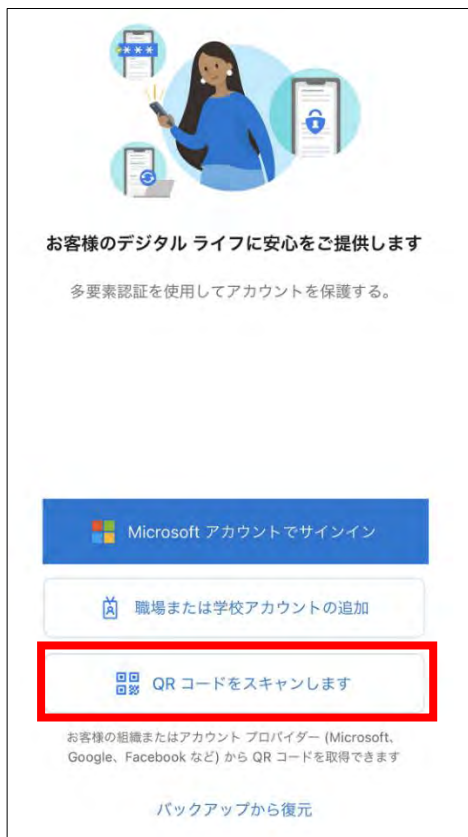 ****
お客様のデジタル ライフに安心をご提供します
多要素認証を使用してアカウントを保護する。
Microsoft アカウントでサインイン
職場または学校アカウントの追加
QR コードをスキャンします
お客様の組織またはアカウント プロバイダー (Microsoft、
Google、Facebook など) から QR コードを取得できます
バックアップから復元